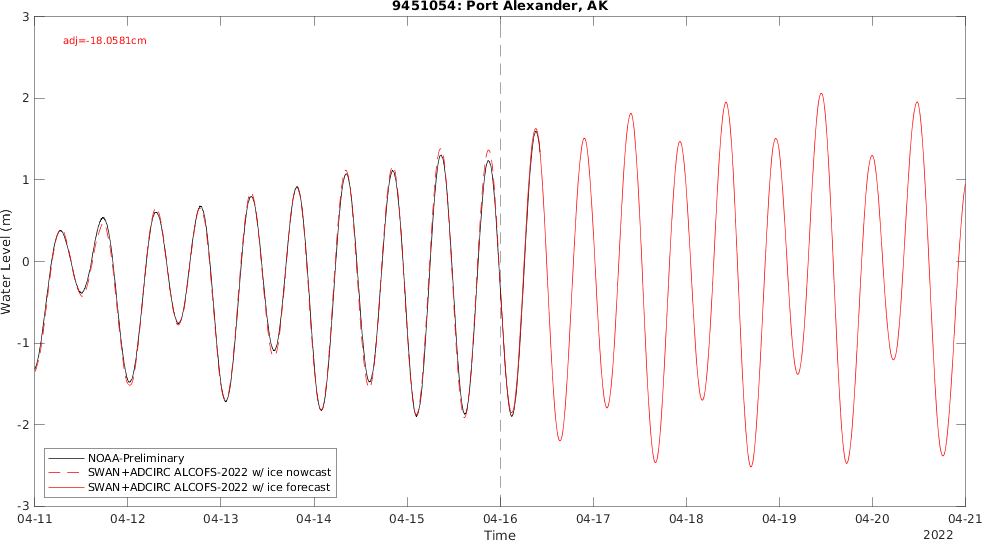 9451054: Port Alexander, AK
adj=-18.0581cm
3
2
1
0
-1
-2
-3
Water Level (m)
NOAA-Preliminary
SWAN+ADCIRC ALCOFS-2022 w/ ice nowcast
SWAN+ADCIRC ALCOFS-2022 w/ ice forecast
04-11 04-12 04-13 04-14 04-15 04-16 04-17 04-18 04-19 04-20 04-21
Time
2022